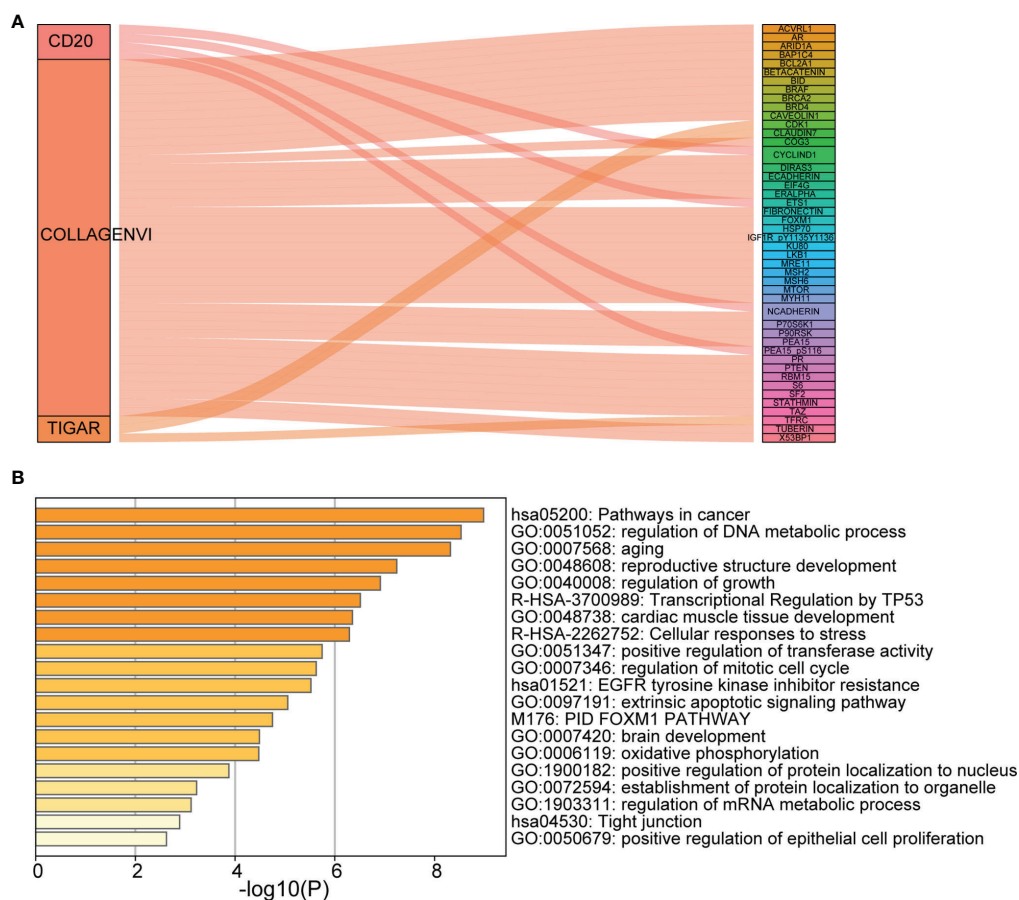 A
CD20
COLLAGENVI
TIGAR
ACVRL1
AR
ARID1A
BAP1C4
BCL2A1
BETACATENIN
BID
BRAF
BRCA2
BRD4
CAVEOLIN1
CDK1
CLAUDIN7
COG3
CYCLIND1
DIRAS3
ECADHERIN
EIF4G
ERALPHA
ETS1
FIBRONECTIN
FOXM1
HSP70
IGF1R_pY1135Y1136
KU80
LKB1
MRE11
MSH2
MSH6
MTOR
MYH11
NCADHERIN
P70S6K1
P90RSK
PEA15
PEA15_pS116
PR
PTEN
RBM15
S6
SF2
STATHMIN
TAZ
TFRC
TUBERIN
X53BP1
B
hsa05200: Pathways in cancer
GO:0051052: regulation of DNA metabolic process
GO:0007568: aging
GO:0048608: reproductive structure development
GO:0040008: regulation of growth
R-HSA-3700989: Transcriptional Regulation by TP53
GO:0048738: cardiac muscle tissue development
R-HSA-2262752: Cellular responses to stress
GO:0051347: positive regulation of transferase activity
GO:0007346: regulation of mitotic cell cycle
hsa01521: EGFR tyrosine kinase inhibitor resistance
GO:0097191: extrinsic apoptotic signaling pathway
M176: PID FOXM1 PATHWAY
GO:0007420: brain development
GO:0006119: oxidative phosphorylation
GO:1900182: positive regulation of protein localization to nucleus
GO:0072594: establishment of protein localization to organelle
GO:1903311: regulation of mRNA metabolic process
hsa04530: Tight junction
GO:0050679: positive regulation of epithelial cell proliferation
0 2 4 6 8
-log10(P)